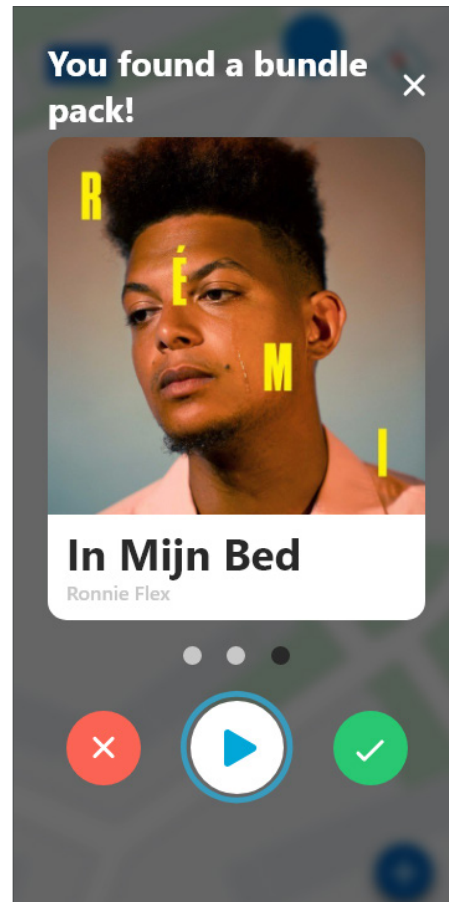 You found a bundle
pack!
R
É
M
I
In Mijn Bed
Ronnie Flex